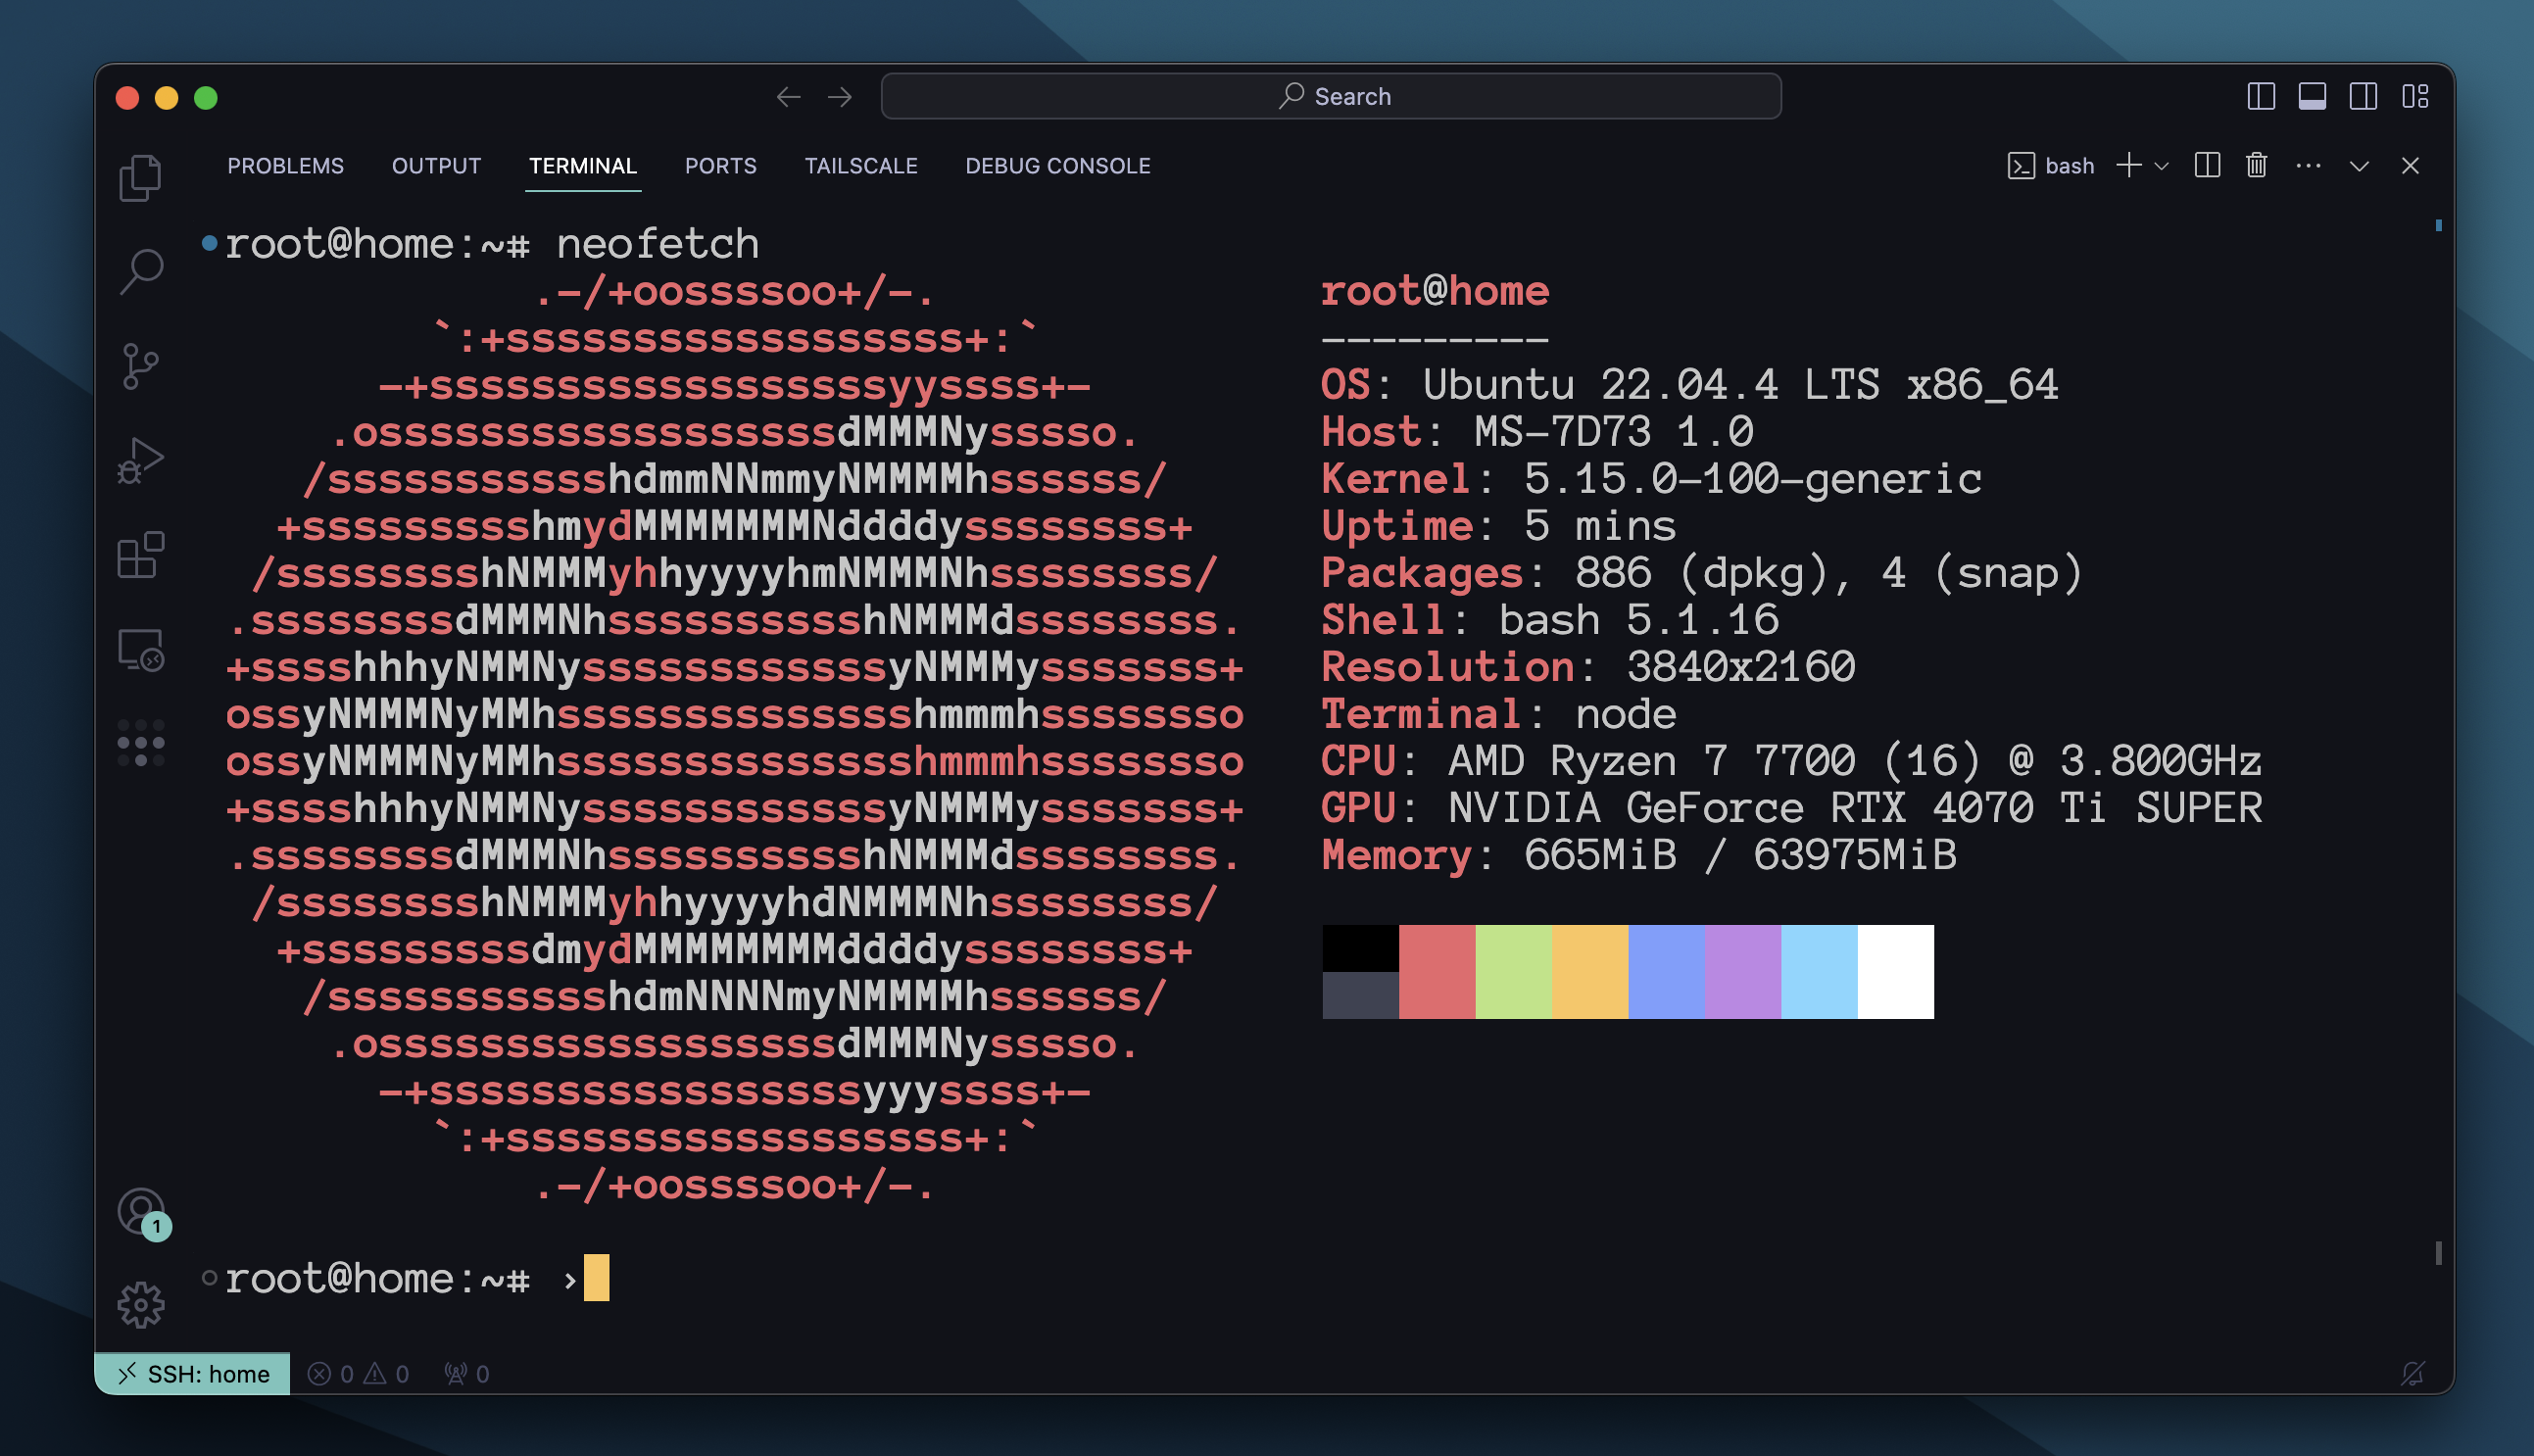 Search
PROBLEMS OUTPUT TERMINAL PORTS TAILSCALE DEBUG CONSOLE bash
root@home:~# neofetch
.-/+oossssoo+/-.
`:+ssssssssssssssssss+:`
-+ssssssssssssssssssyyssss+-
.ossssssssssssssssssdMMMNysssso.
/ssssssssssshdmmNNmmyNMMMMhssssss/
+ssssssssshmydMMMMMMMNddddyssssssss+
/sssssssshNMMMyhhyyyyhmNMMMNhssssssss/
.ssssssssdMMMNhsssssssssshNMMMdssssssss.
+sssshhhyNMMNyssssssssssssyNMMMysssssss+
ossyNMMMNyMMhsssssssssssssshmmmhssssssso
ossyNMMMNyMMhsssssssssssssshmmmhssssssso
+sssshhhyNMMNyssssssssssssyNMMMysssssss+
.ssssssssdMMMNhsssssssssshNMMMdssssssss.
/sssssssshNMMMyhhyyyyhdNMMMNhssssssss/
+sssssssssdmydMMMMMMMMddddyssssssss+
/ssssssssssshdmNNNNmyNMMMMhssssss/
.ossssssssssssssssssdMMMNysssso.
-+sssssssssssssssssyyyssss+-
`:+ssssssssssssssssss+:`
.-/+oossssoo+/-.
root@home
---------
OS: Ubuntu 22.04.4 LTS x86_64
Host: MS-7D73 1.0
Kernel: 5.15.0-100-generic
Uptime: 5 mins
Packages: 886 (dpkg), 4 (snap)
Shell: bash 5.1.16
Resolution: 3840x2160
Terminal: node
CPU: AMD Ryzen 7 7700 (16) @ 3.800GHz
GPU: NVIDIA GeForce RTX 4070 Ti SUPER
Memory: 665MiB / 63975MiB
root@home:~# ›
1
SSH: home 0 0 0